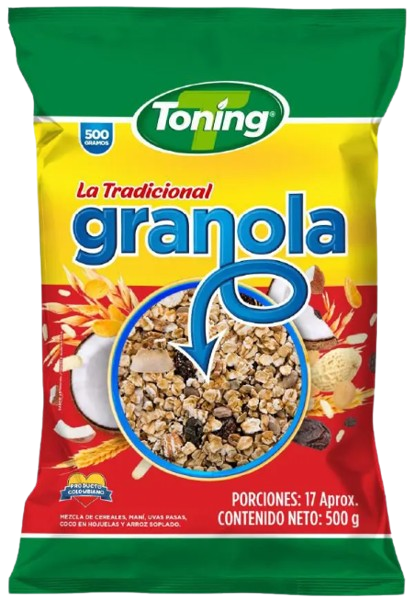 Toning®
500
GRAMOS
La Tradicional
granola
PRODUCTO
COLOMBIANO
PORCIONES: 17 Aprox.
CONTENIDO NETO: 500 g
MEZCLA DE CEREALES, MANÍ, UVAS PASAS,
COCO EN HOJUELAS Y ARROZ SOPLADO.